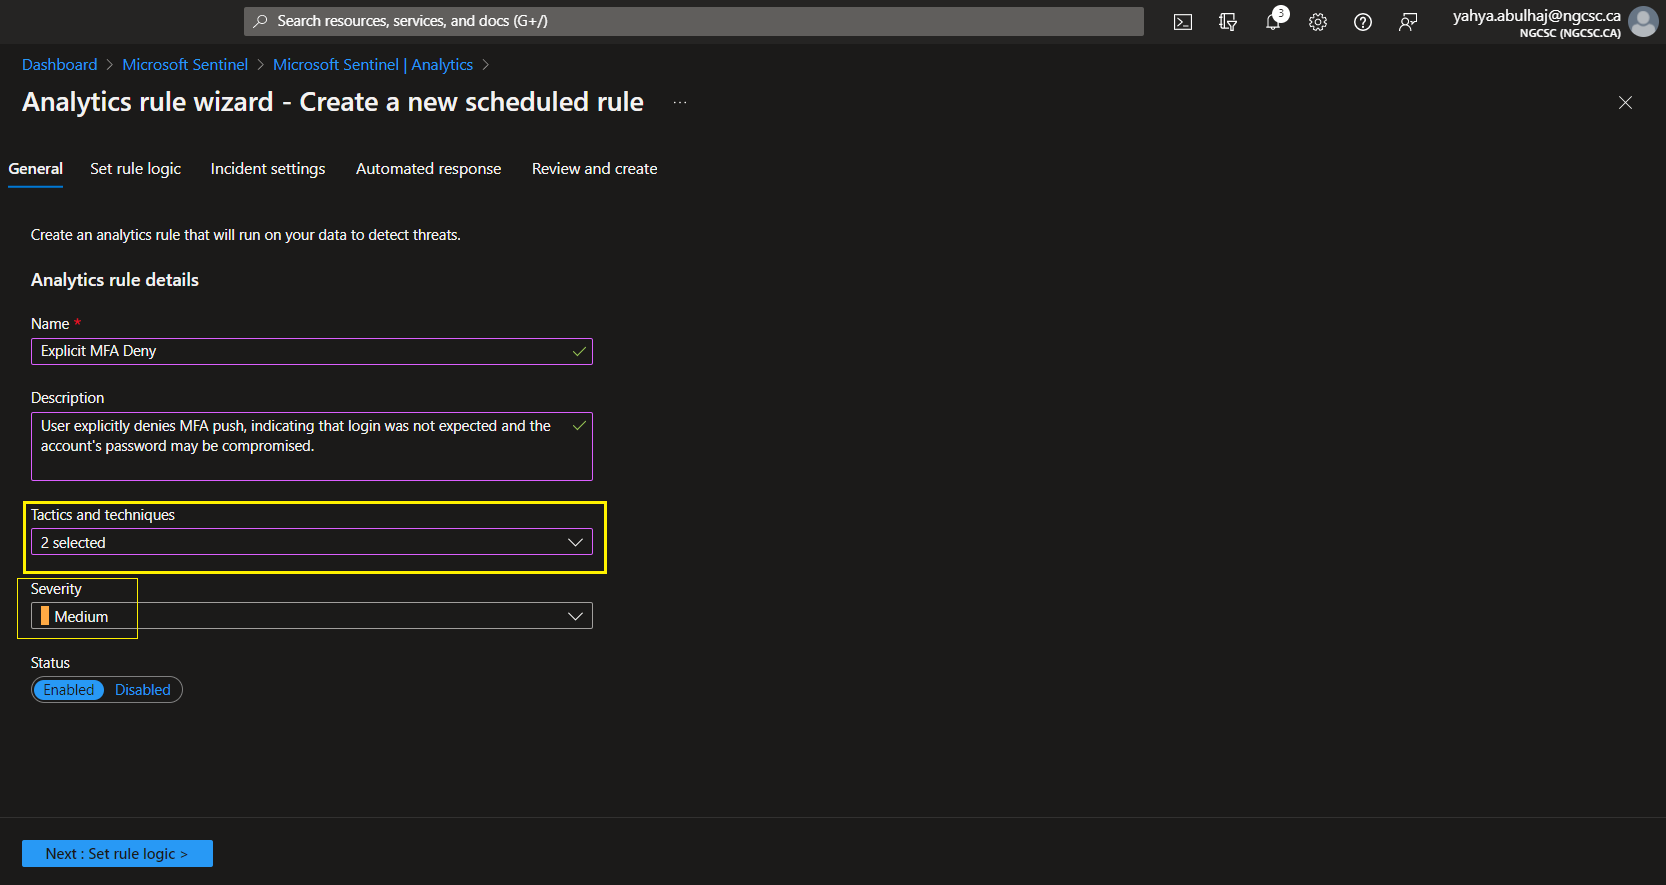 Search resources, services, and docs (G+/)
3
yahya.abulhaj@ngcsc.ca
NGCSC (NGCSC.CA)
Dashboard > Microsoft Sentinel > Microsoft Sentinel | Analytics >
Analytics rule wizard - Create a new scheduled rule ...
General Set rule logic Incident settings Automated response Review and create
Create an analytics rule that will run on your data to detect threats.
Analytics rule details
Name *
Explicit MFA Deny
Description
User explicitly denies MFA push, indicating that login was not expected and the
account's password may be compromised.
Tactics and techniques
2 selected
Severity
Medium
Status
Enabled Disabled
Next : Set rule logic >